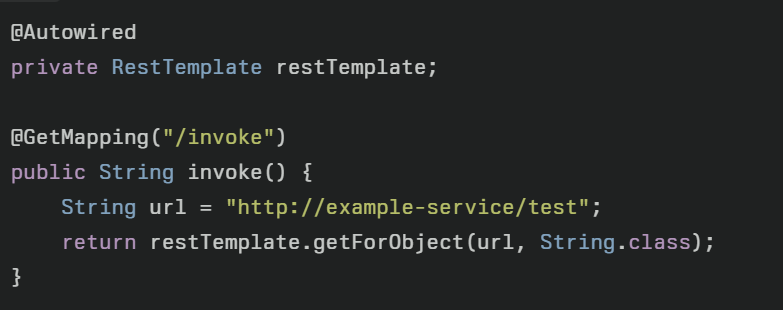 @Autowired
private RestTemplate restTemplate;
@GetMapping("/invoke")
public String invoke() {
    String url = "http://example-service/test";
    return restTemplate.getForObject(url, String.class);
}